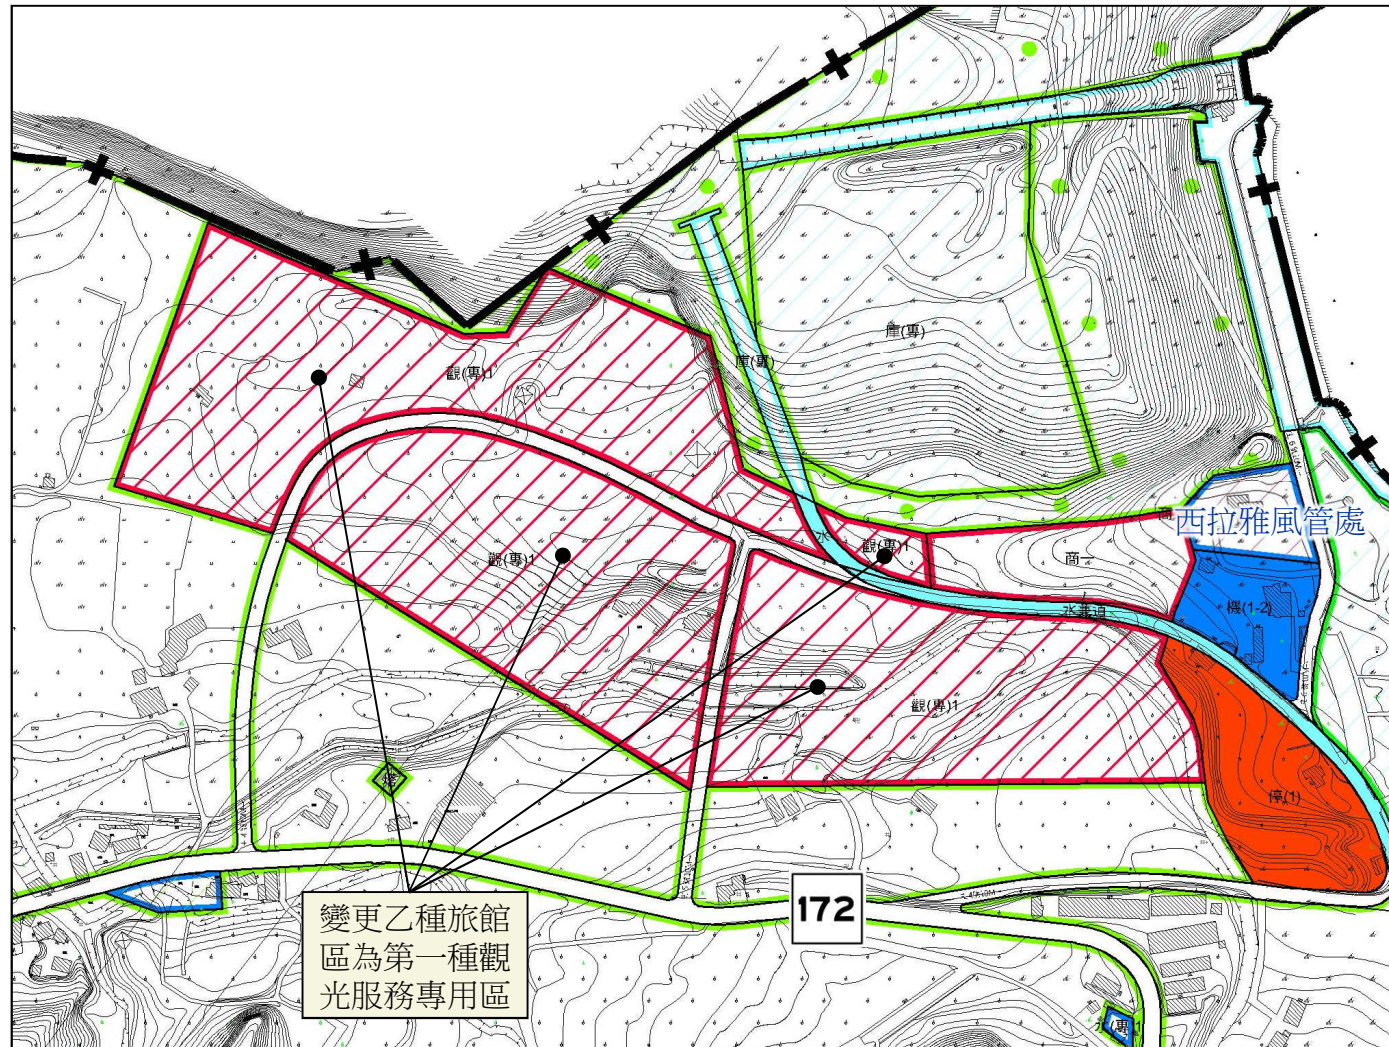 庫(專)
庫(專)
觀(專)1
西拉雅風管處
水
觀(專)1
觀(專)1
商一
機(1-2)
水兼道
觀(專)1
停(1)
172
變更乙種旅館
區為第一種觀
光服務專用區